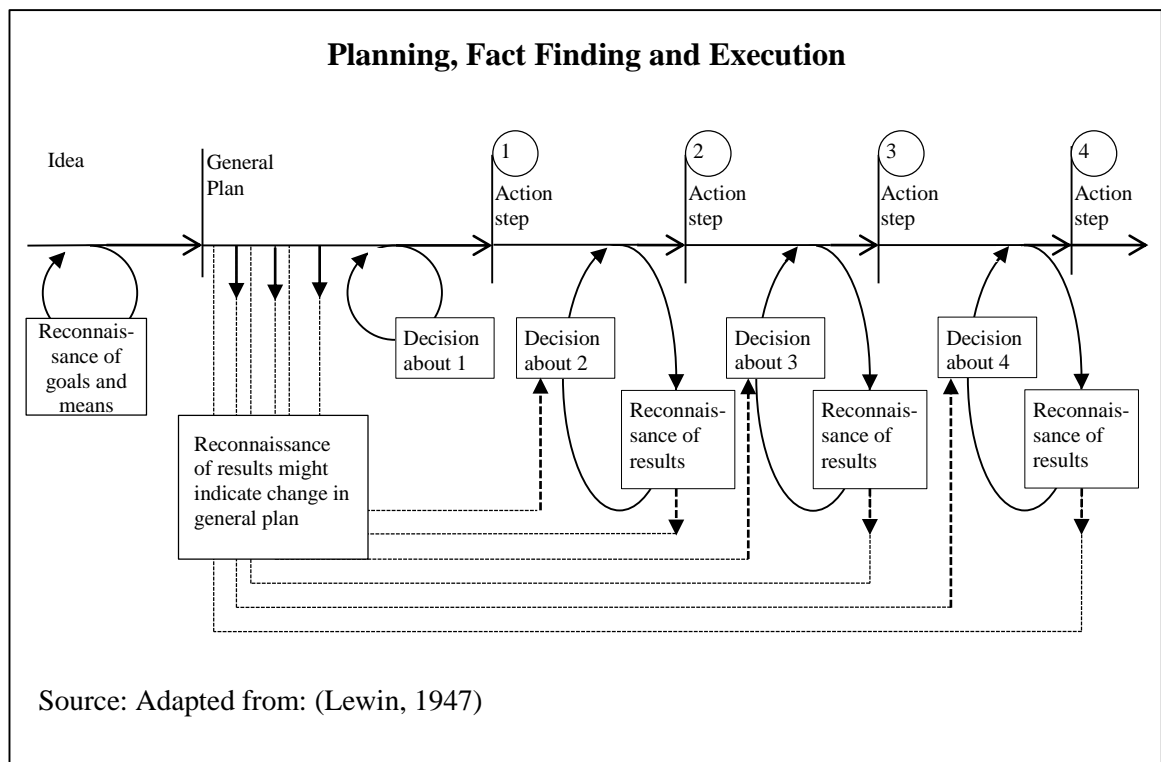 Planning, Fact Finding and Execution
Idea
General
Plan
1
Action
step
2
Action
step
3
Action
step
4
Action
step
Reconnais-
sance of
goals and
means
Decision
about 1
Decision
about 2
Decision
about 3
Decision
about 4
Reconnais-
sance of
results
Reconnais-
sance of
results
Reconnais-
sance of
results
Reconnaissance
of results might
indicate change in
general plan
Source: Adapted from: (Lewin, 1947)